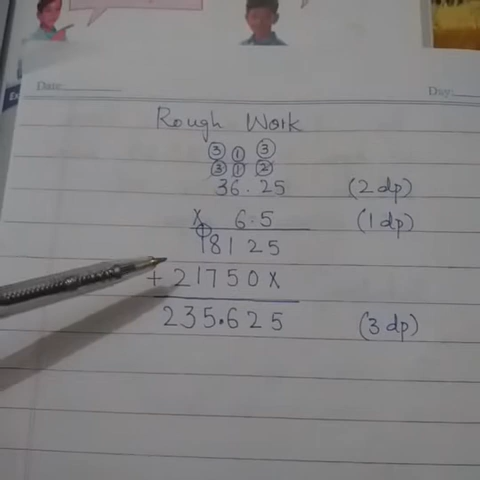 Date:
Day:
Rough Work
3 1 3
3 1 2
36.25 (2 dp)
x 6.5 (1 dp)
18125
+ 21750x
235.625 (3 dp)